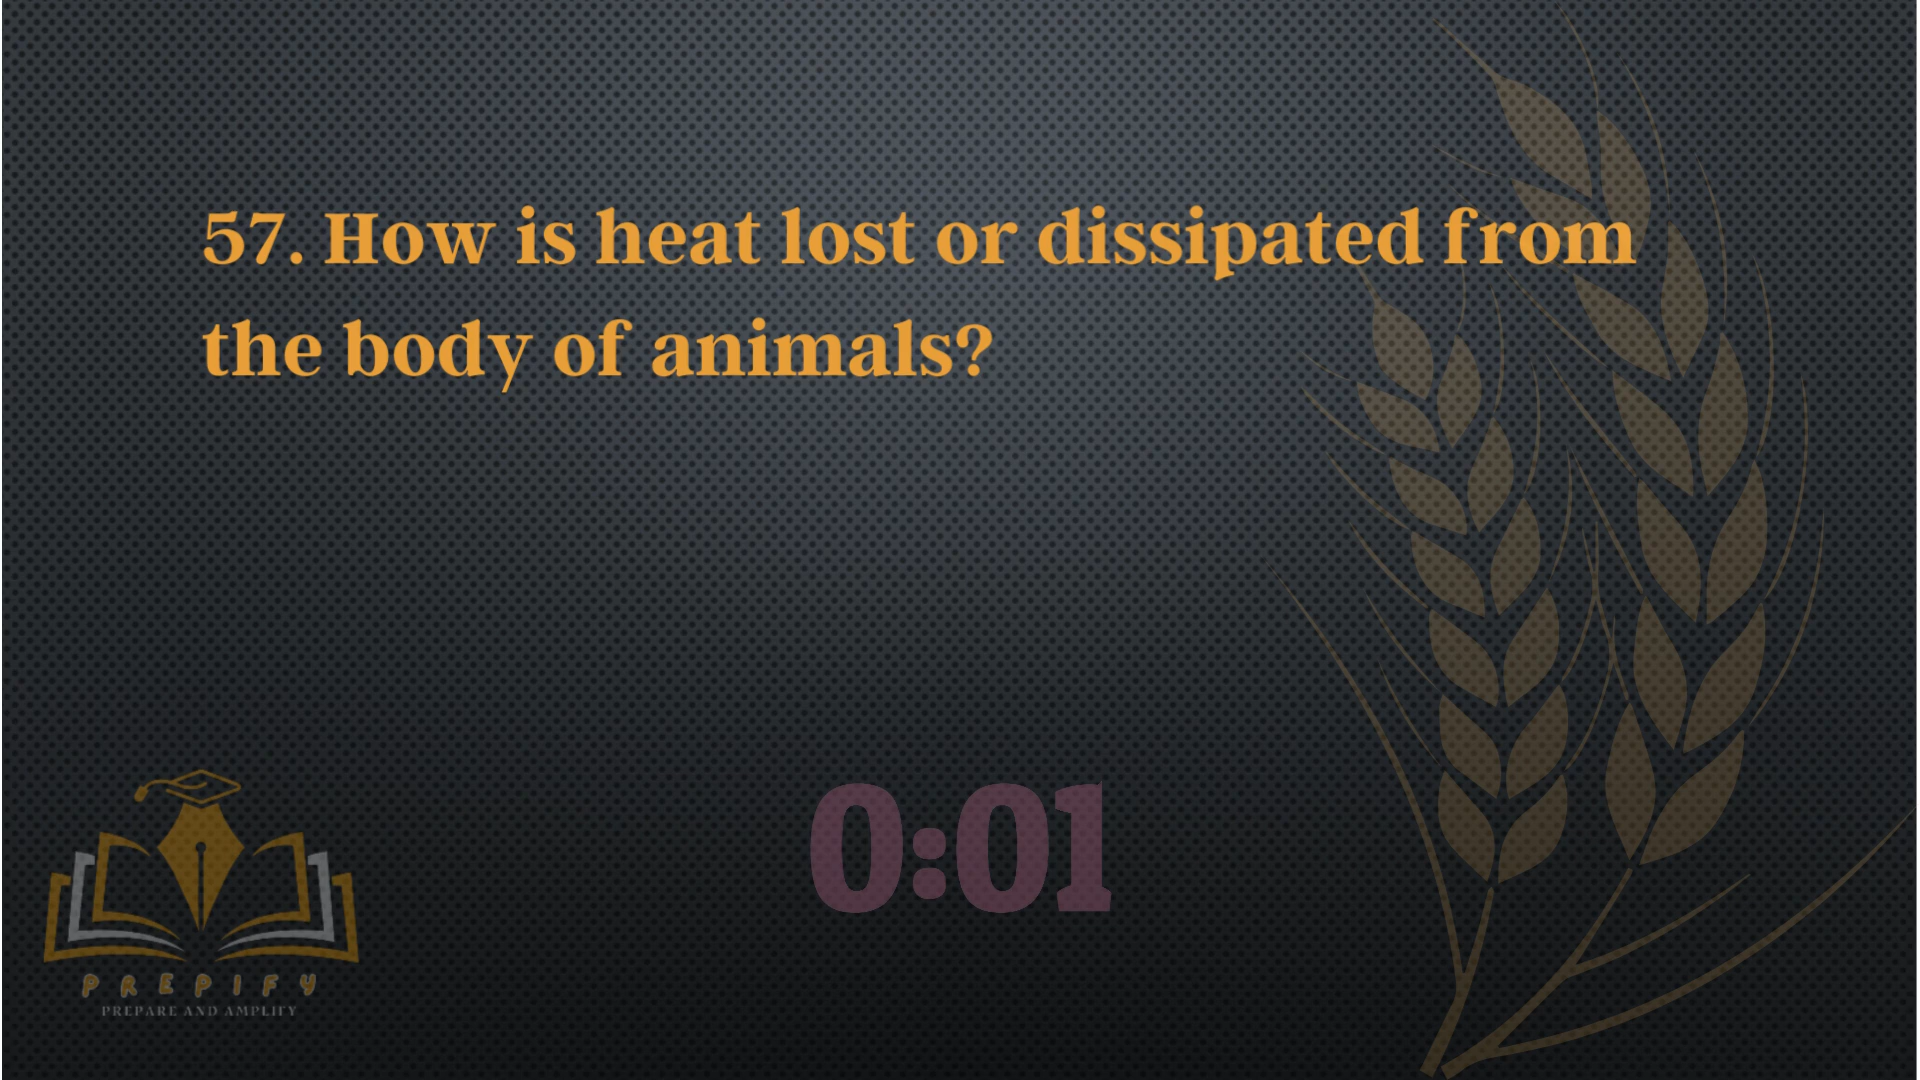 57. How is heat lost or dissipated from
the body of animals?
0:01
PREPIFY
PREPARE AND AMPLIFY